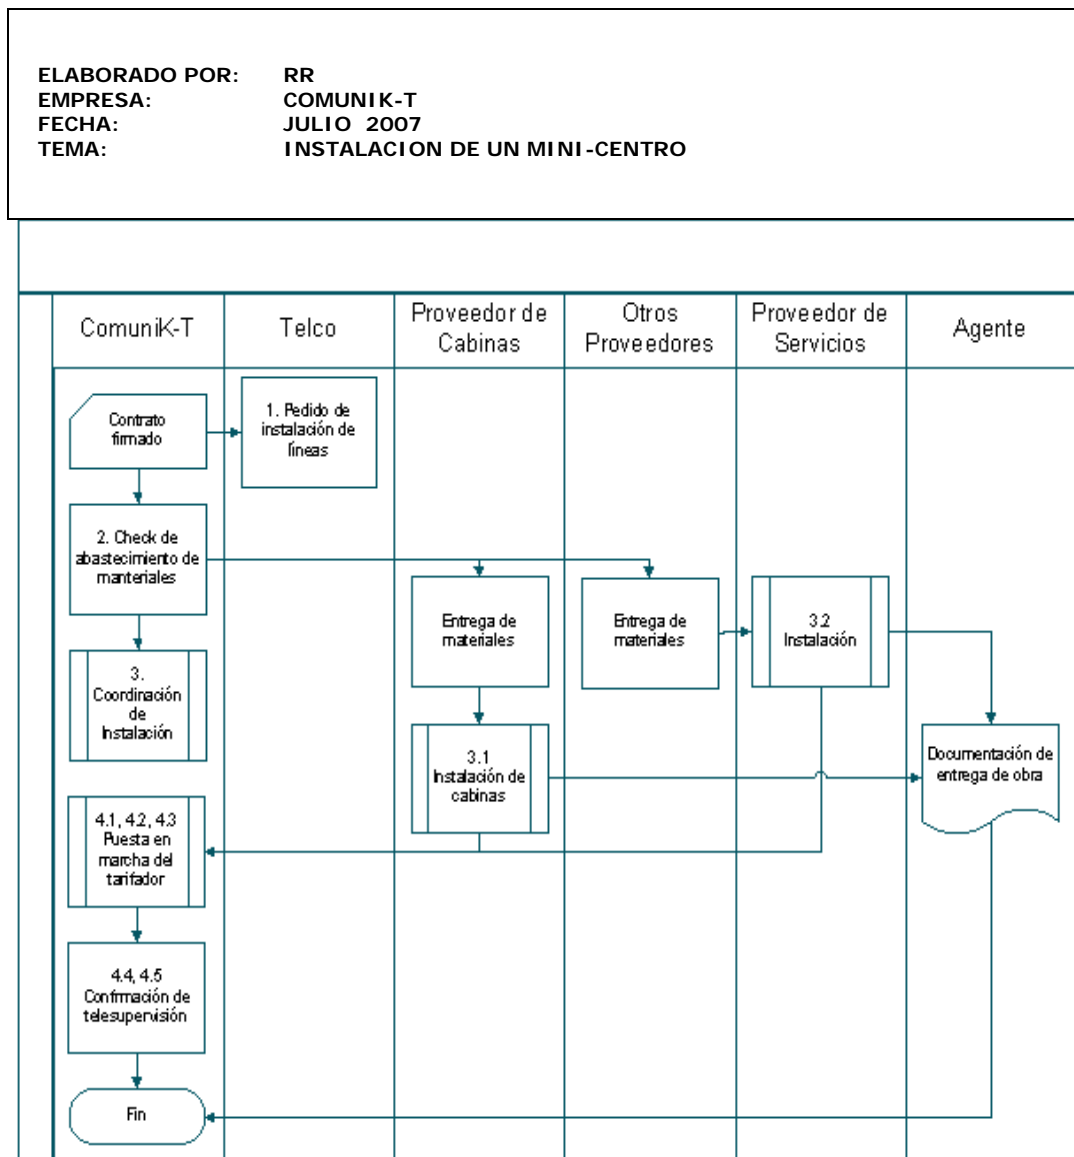 ELABORADO POR: RR
EMPRESA: COMUNIK-T
FECHA: JULIO 2007
TEMA: INSTALACION DE UN MINI-CENTRO
ComuniK-T
Telco
Proveedor de
Cabinas
Otros
Proveedores
Proveedor de
Servicios
Agente
Contrato
firmado
1. Pedido de
instalación de
líneas
2. Check de
abastecimiento de
manteriales
Entrega de
materiales
Entrega de
materiales
3.2
Instalación
3.
Coordinación
de
Instalación
3.1
Instalación de
cabinas
Documentación de
entrega de obra
4.1, 4.2, 4.3
Puesta en
marcha del
tarifador
4.4, 4.5
Confirmación de
telesupervisión
Fin